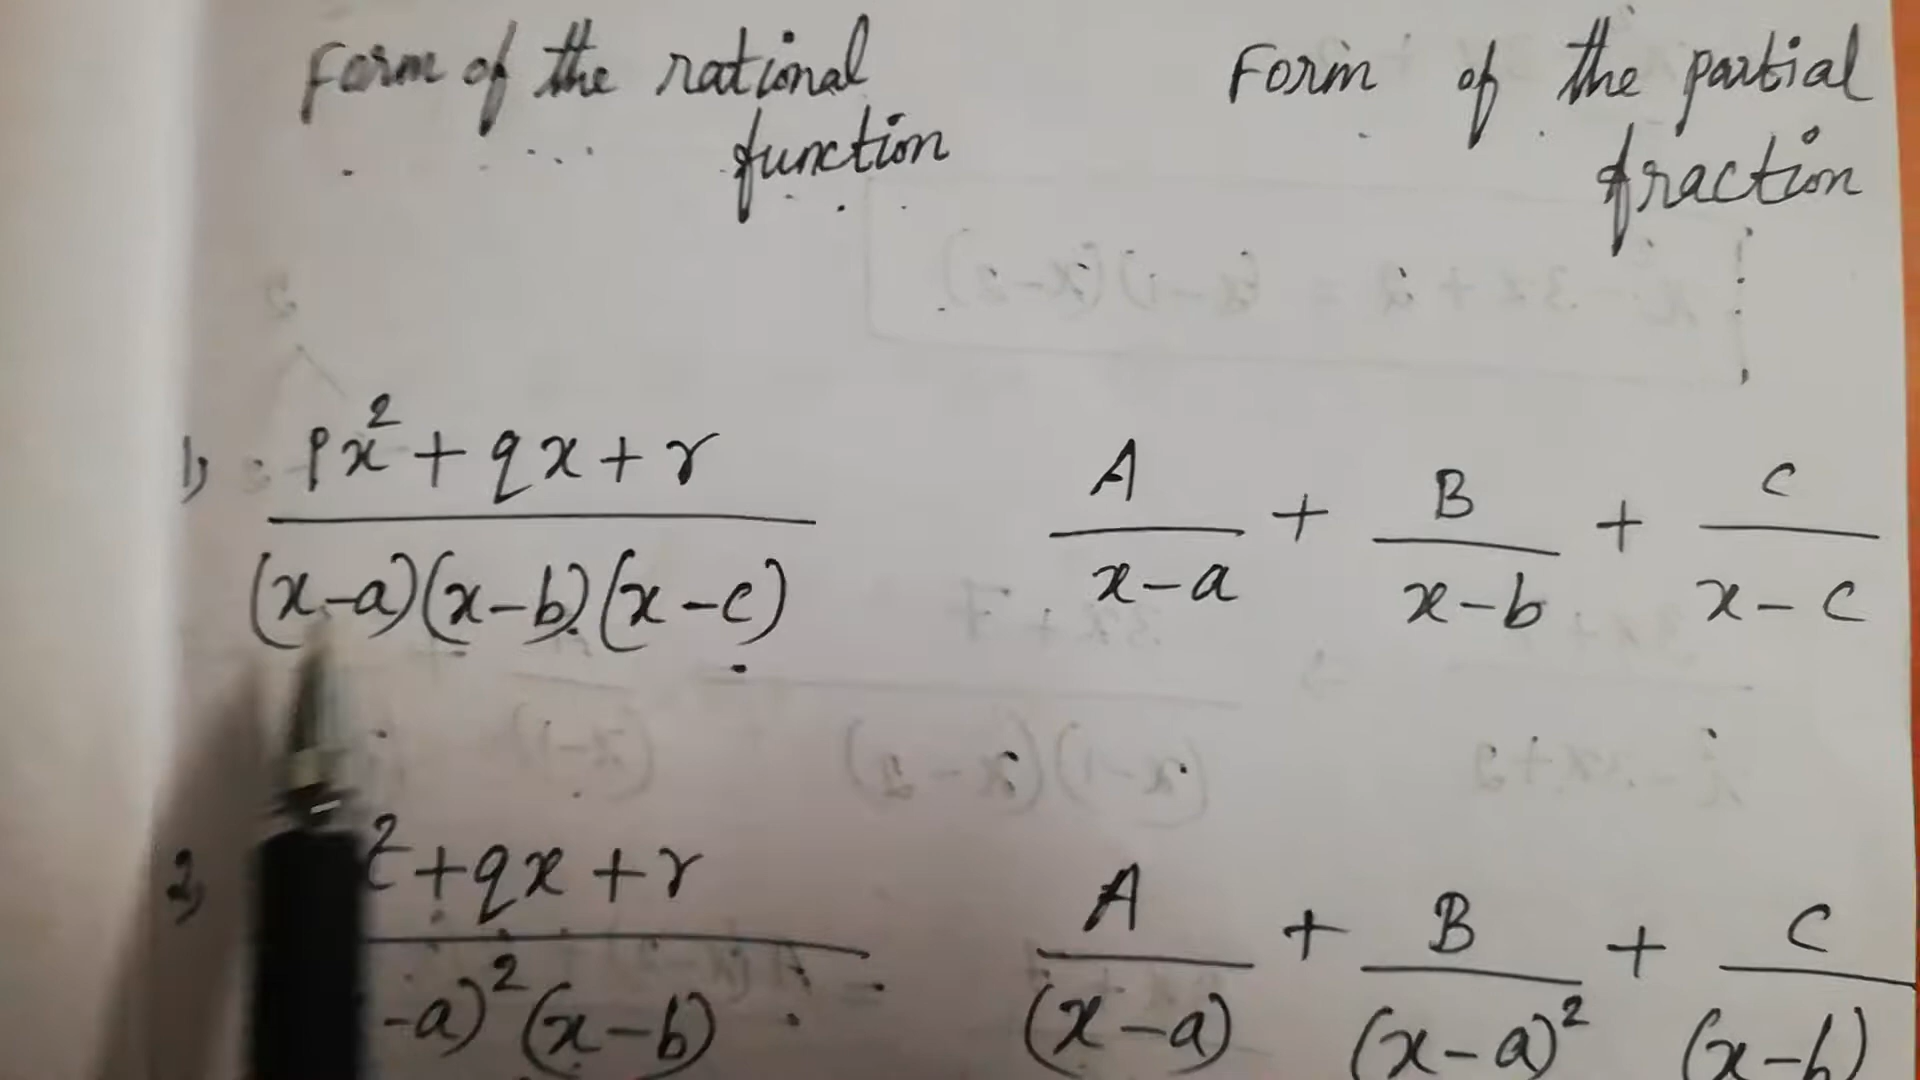 Form of the rational function
Form of the partial fraction
1) px² + qx + r / (x-a)(x-b)(x-c)
A / x-a + B / x-b + C / x-c
2) ² + qx + r / -a)² (x-b)
A / (x-a) + B / (x-a)² + C / (x-b)